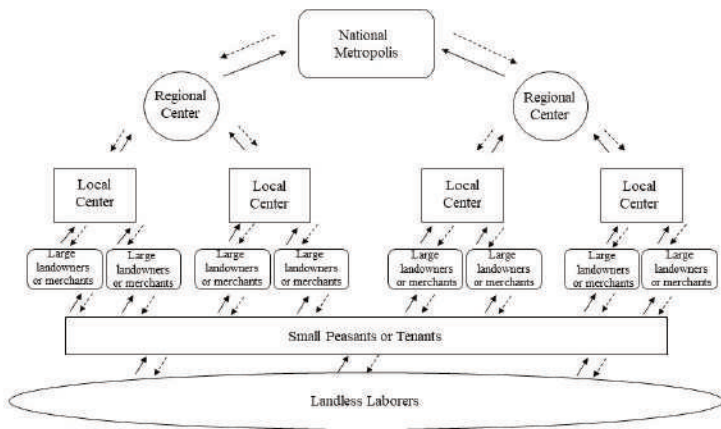 National
Metropolis
Regional
Center
Regional
Center
Local
Center
Local
Center
Local
Center
Local
Center
Large
landowners
or merchants
Large
landowners
or merchants
Large
landowners
or merchants
Large
landowners
or merchants
Large
landowners
or merchants
Large
landowners
or merchants
Large
landowners
or merchants
Large
landowners
or merchants
Small Peasants or Tenants
Landless Laborers